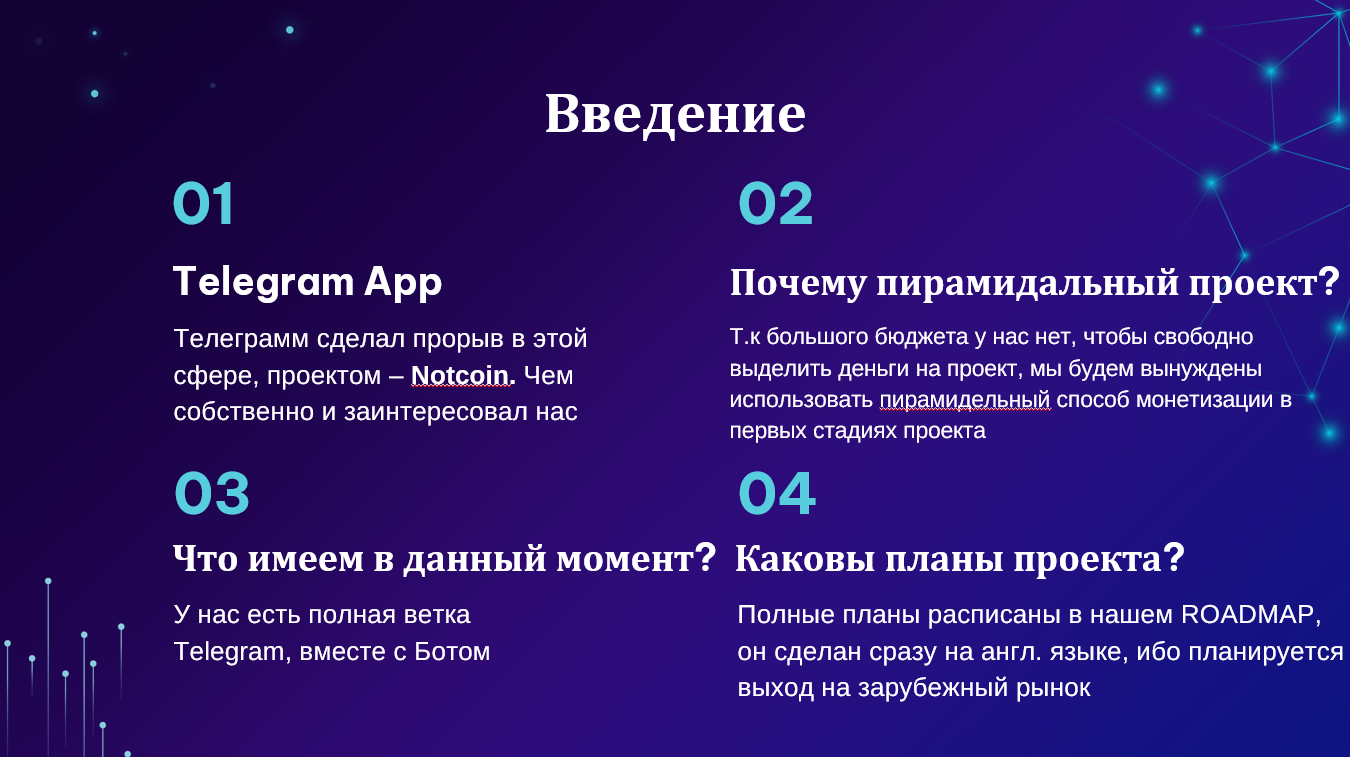 Введение
01
Telegram App
Телеграмм сделал прорыв в этой
сфере, проектом – Notcoin. Чем
собственно и заинтересовал нас
02
Почему пирамидальный проект?
Т.к большого бюджета у нас нет, чтобы свободно
выделить деньги на проект, мы будем вынуждены
использовать пирамидельный способ монетизации в
первых стадиях проекта
03
Что имеем в данный момент?
У нас есть полная ветка
Telegram, вместе с Ботом
04
Каковы планы проекта?
Полные планы расписаны в нашем ROADMAP,
он сделан сразу на англ. языке, ибо планируется
выход на зарубежный рынок